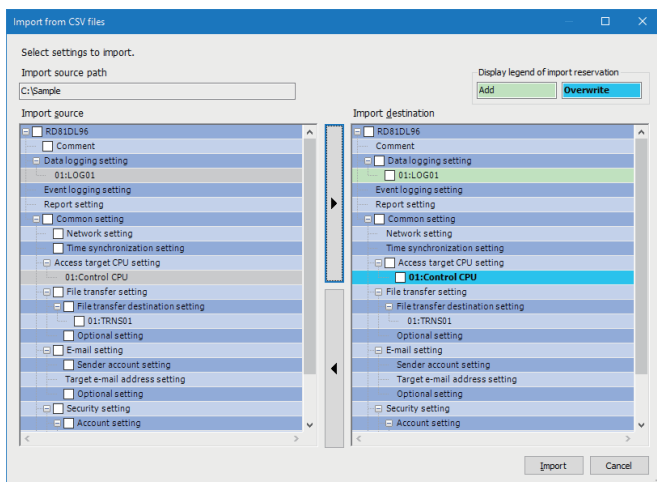 Import from CSV files
Select settings to import.
Import source path
C:\Sample
Display legend of import reservation
Add
Overwrite
Import source
RD81DL96
Comment
Data logging setting
01:LOG01
Event logging setting
Report setting
Common setting
Network setting
Time synchronization setting
Access target CPU setting
01:Control CPU
File transfer setting
File transfer destination setting
01:TRNS01
Optional setting
E-mail setting
Sender account setting
Target e-mail address setting
Optional setting
Security setting
Account setting
Import destination
RD81DL96
Comment
Data logging setting
01:LOG01
Event logging setting
Report setting
Common setting
Network setting
Time synchronization setting
Access target CPU setting
01:Control CPU
File transfer setting
File transfer destination setting
01:TRNS01
Optional setting
E-mail setting
Sender account setting
Target e-mail address setting
Optional setting
Security setting
Account setting
Import
Cancel